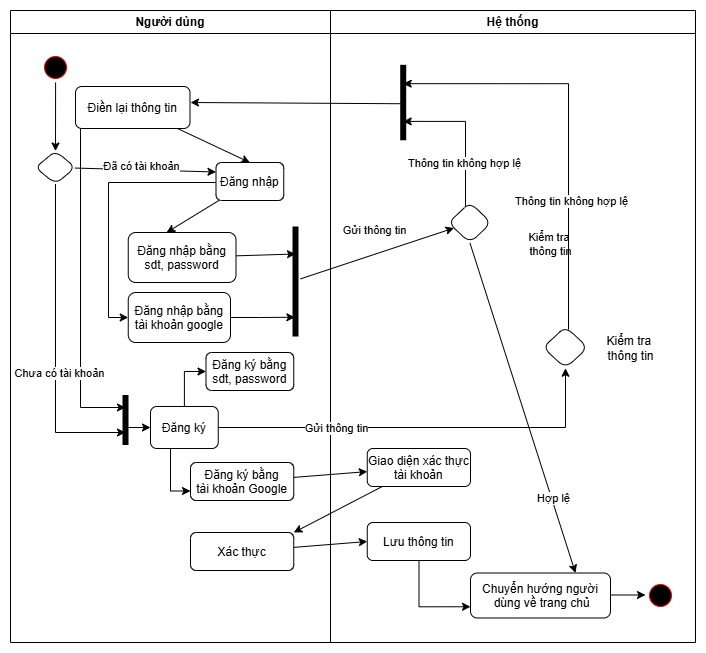 Người dùng
Hệ thống
Điền lại thông tin
Đã có tài khoản
Đăng nhập
Thông tin không hợp lệ
Thông tin không hợp lệ
Gửi thông tin
Kiểm tra
thông tin
Đăng nhập bằng
sdt, password
Đăng nhập bằng
tài khoản google
Kiểm tra
thông tin
Chưa có tài khoản
Đăng ký bằng
sdt, password
Đăng ký
Gửi thông tin
Đăng ký bằng
tài khoản Google
Giao diện xác thực
tài khoản
Hợp lệ
Xác thực
Lưu thông tin
Chuyển hướng người
dùng về trang chủ